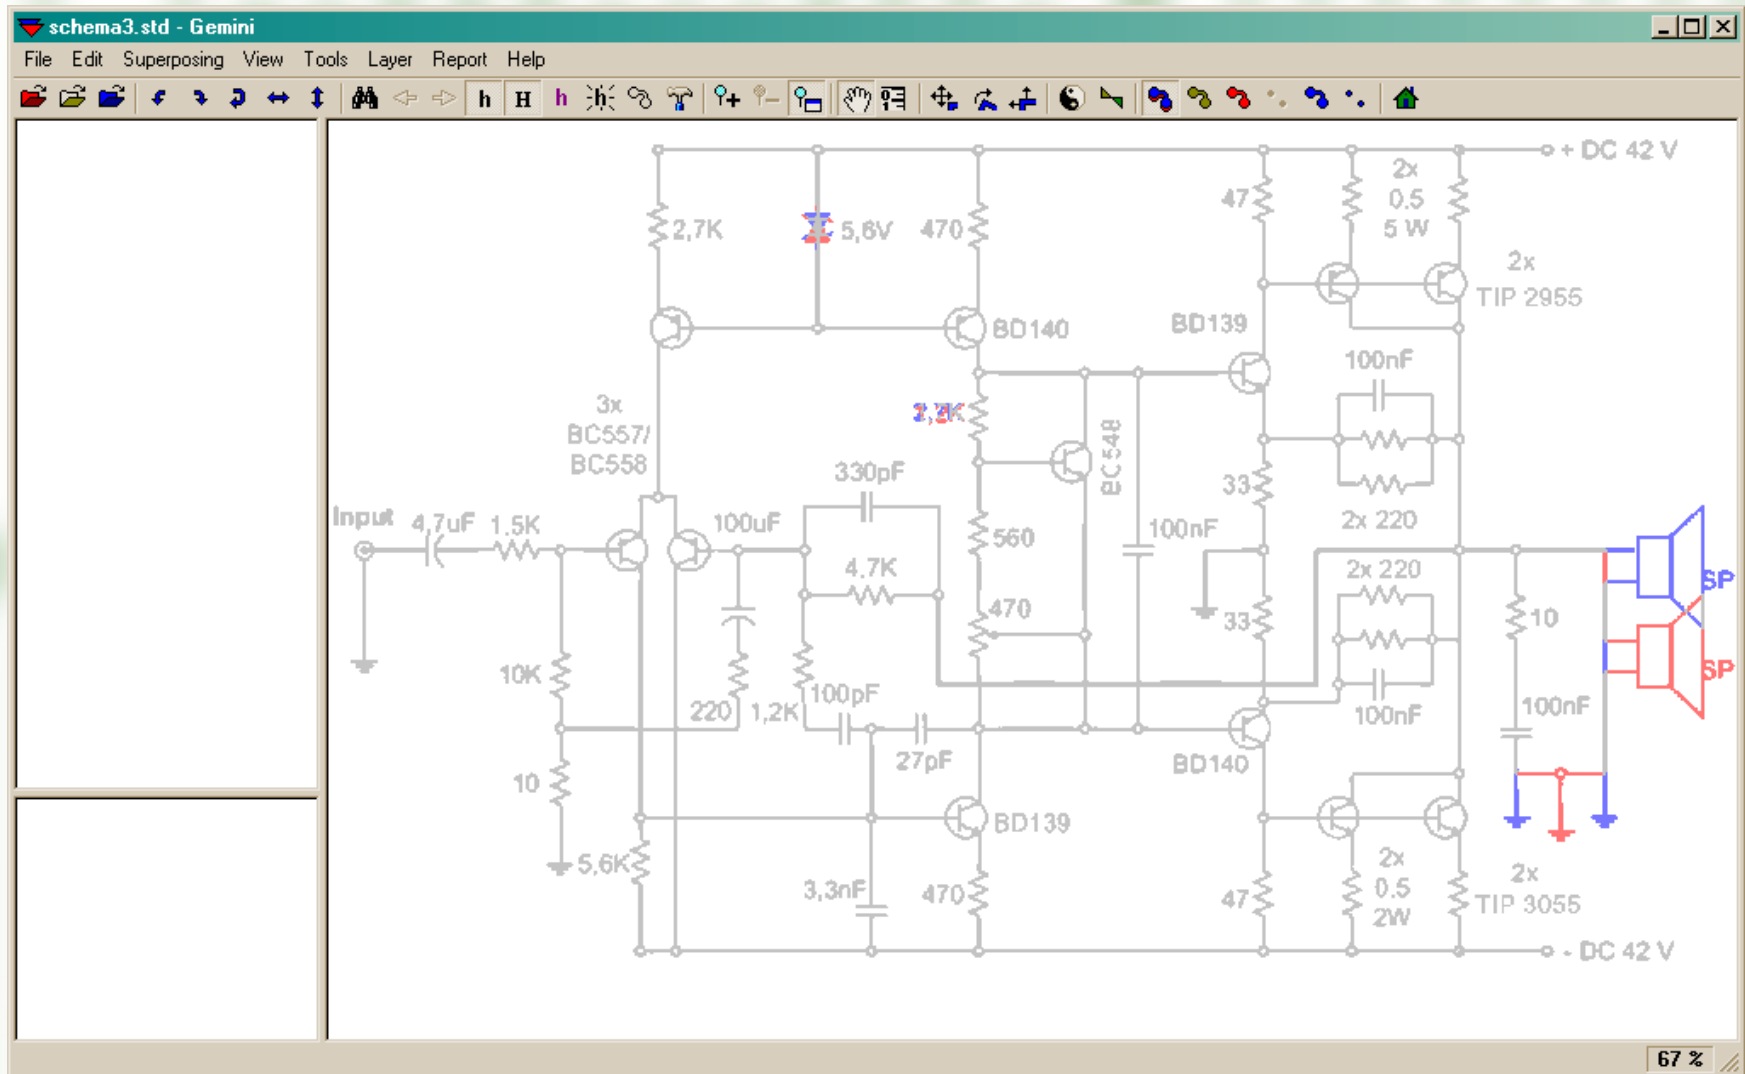 schema3.std - Gemini
File Edit Superposing View Tools Layer Report Help
h H h h
+ DC 42 V
2x
0.5
5 W
47
2,7K
5,6V
470
2x
TIP 2955
BD140
BD139
100nF
3x
BC557/
BC558
BC548
330pF
33
Input
4,7uF
1.5K
100uF
560
100nF
2x 220
4.7K
2x 220
SP
470
33
10
10K
100pF
SP
220
1,2K
100nF
100nF
27pF
BD140
10
BD139
5,6K
3,3nF
470
47
2x
0.5
2W
2x
TIP 3055
- DC 42 V
67 %